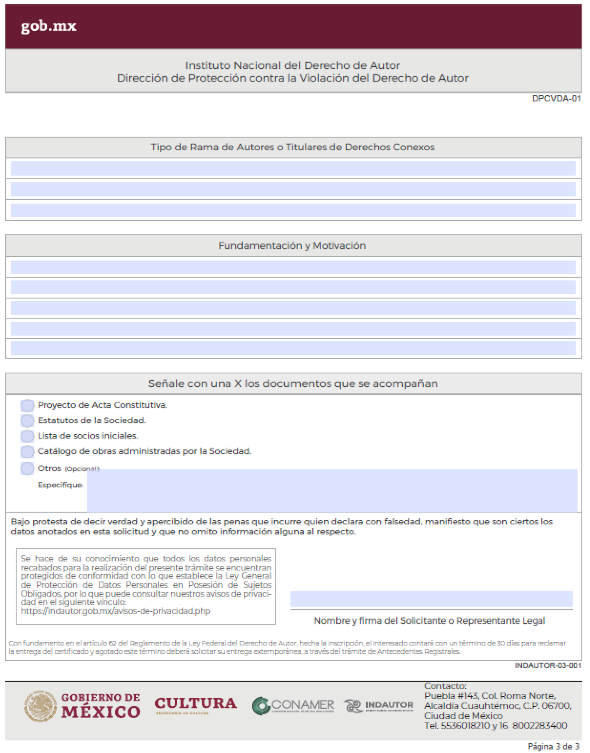 gob.mx
Instituto Nacional del Derecho de Autor
Dirección de Protección contra la Violación del Derecho de Autor
DPCVDA-01
Tipo de Rama de Autores o Titulares de Derechos Conexos
Fundamentación y Motivación
Señale con una X los documentos que se acompañan
Proyecto de Acta Constitutiva.
Estatutos de la Sociedad.
Lista de socios iniciales.
Catálogo de obras administradas por la Sociedad.
Otros (Opcional)
Especifique:
Bajo protesta de decir verdad y apercibido de las penas que incurre quien declara con falsedad, manifiesto que son ciertos los
datos anotados en esta solicitud y que no omito información alguna al respecto.
Se hace de su conocimiento que todos los datos personales
recabados para la realización del presente trámite se encuentran
protegidos de conformidad con lo que establece la Ley General
de Protección de Datos Personales en Posesión de Sujetos
Obligados, por lo que puede consultar nuestros avisos de privaci-
dad en el siguiente vínculo:
https://indautor.gob.mx/avisos-de-privacidad.php
Nombre y firma del Solicitante o Representante Legal
Con fundamento en el artículo 62 del Reglamento de la Ley Federal del Derecho de Autor, hecha la inscripción, el interesado contará con un término de 30 días para reclamar
la entrega del certificado y agotado este término deberá solicitar su entrega extemporánea, a través del trámite de Antecedentes Registrales.
INDAUTOR-03-001
GOBIERNO DE
MÉXICO
CULTURA
SECRETARÍA DE CULTURA
CONAMER
INDAUTOR
Contacto:
Puebla #143, Col. Roma Norte,
Alcaldía Cuauhtémoc, C.P. 06700,
Ciudad de México
Tel. 5536018210 y 16 8002283400
Página 3 de 3